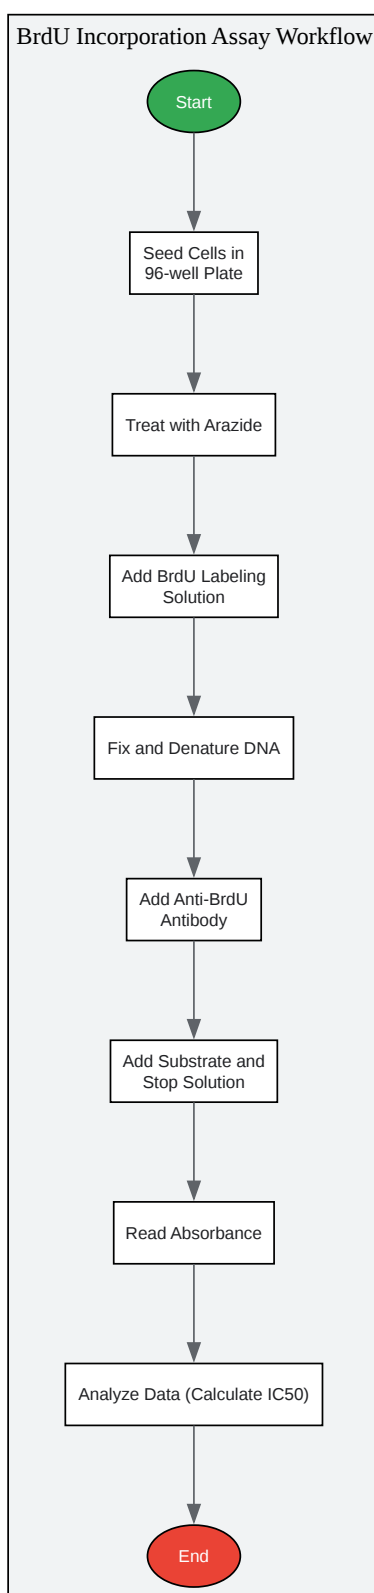 BrdU Incorporation Assay Workflow
Start
Seed Cells in
96-well Plate
Treat with Arazide
Add BrdU Labeling
Solution
Fix and Denature DNA
Add Anti-BrdU
Antibody
Add Substrate and
Stop Solution
Read Absorbance
Analyze Data (Calculate IC50)
End